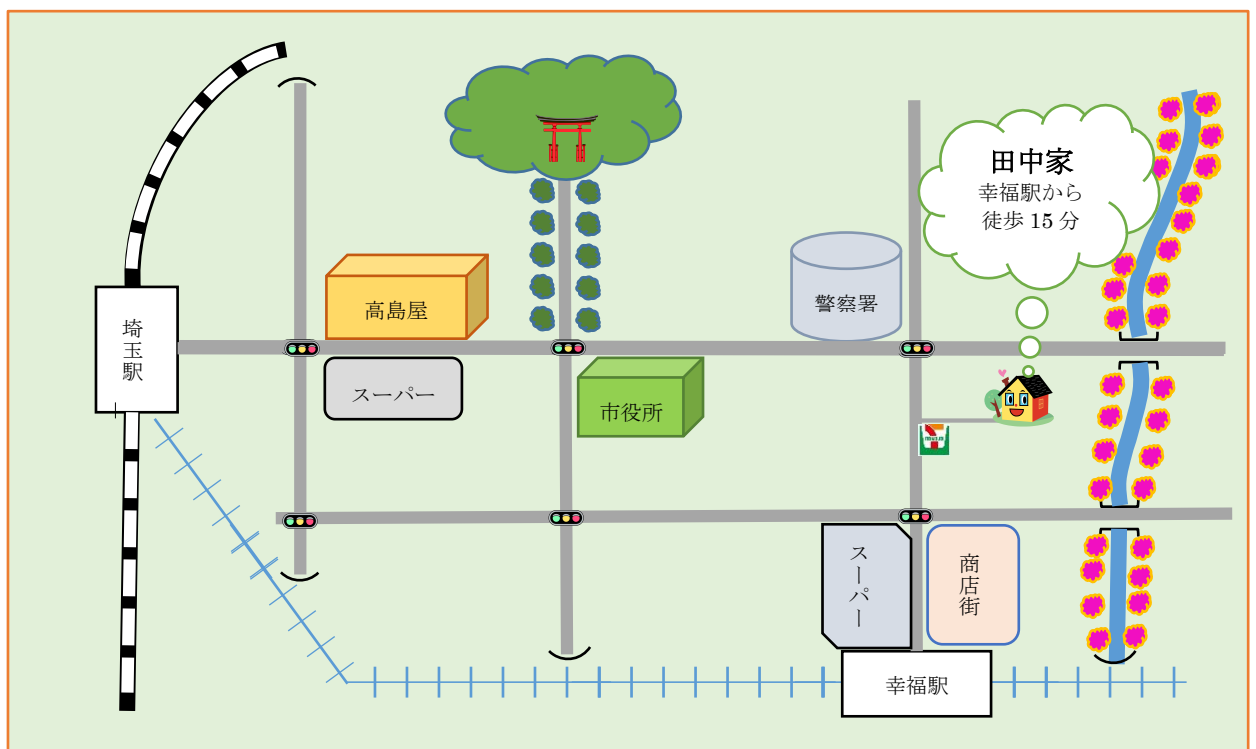 田中家
幸福駅から
徒歩 15 分
高島屋
警察署
埼玉駅
スーパー
市役所
スーパー
商店街
幸福駅